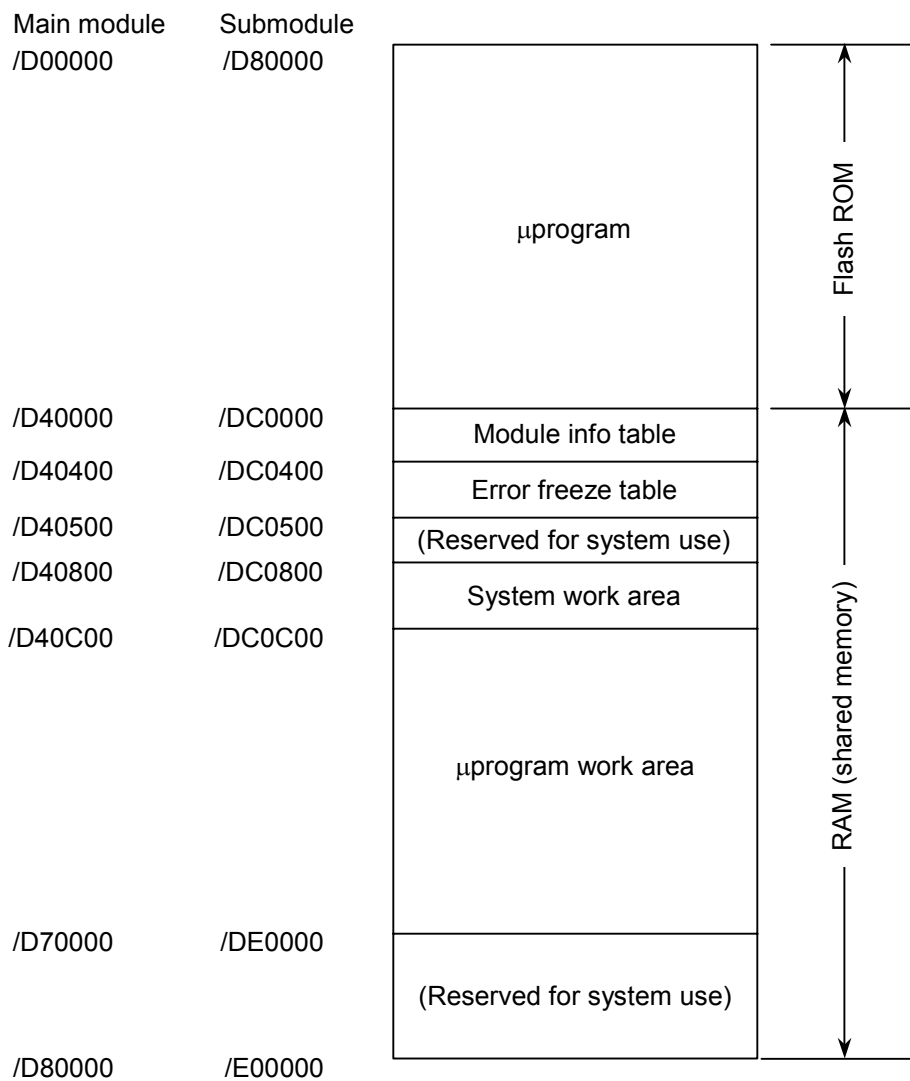 Main module Submodule
/D00000 /D80000
μprogram
Flash ROM
/D40000 /DC0000
Module info table
/D40400 /DC0400
Error freeze table
/D40500 /DC0500
(Reserved for system use)
/D40800 /DC0800
System work area
/D40C00 /DC0C00
μprogram work area
RAM (shared memory)
/D70000 /DE0000
(Reserved for system use)
/D80000 /E00000